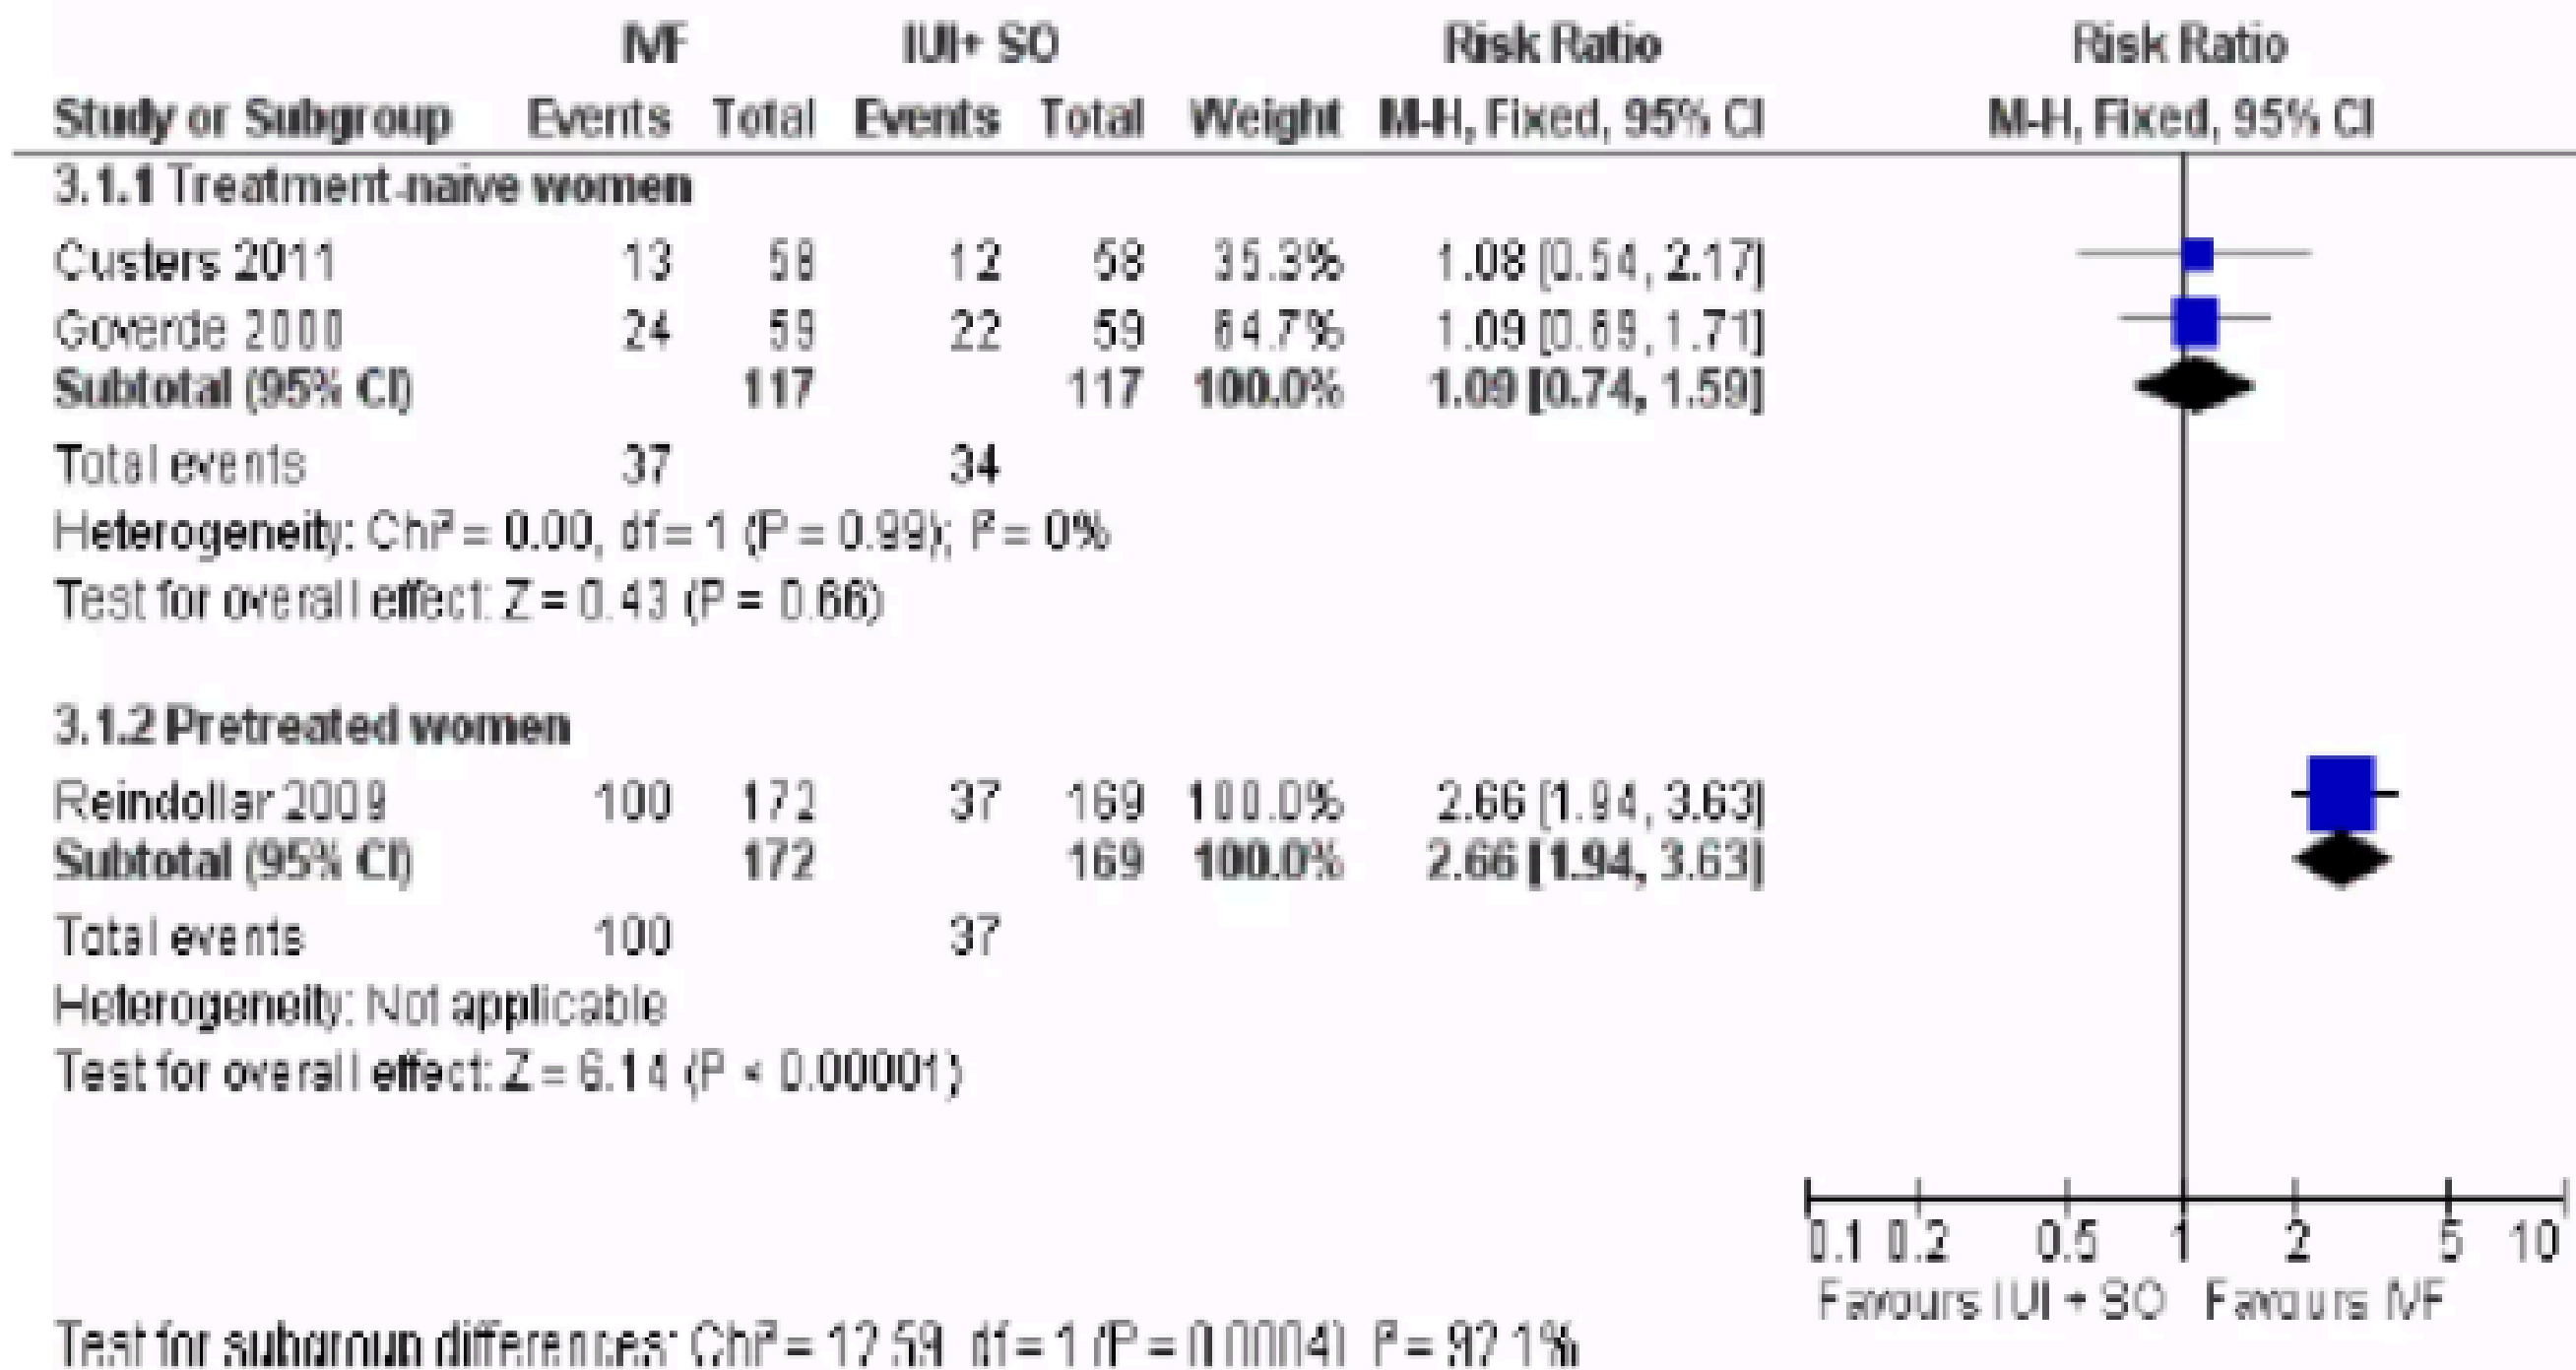 IVF IUI+ SO Risk Ratio Risk Ratio
Study or Subgroup Events Total Events Total Weight M-H, Fixed, 95% CI M-H, Fixed, 95% CI
3.1.1 Treatment-naive women
Custers 2011 13 58 12 58 35.3% 1.08 [0.54, 2.17]
Goverde 2000 24 59 22 59 64.7% 1.09 [0.69, 1.71]
Subtotal (95% CI) 117 117 100.0% 1.09 [0.74, 1.59]
Total events 37 34
Heterogeneity: Chi² = 0.00, df = 1 (P = 0.99); I² = 0%
Test for overall effect: Z = 0.43 (P = 0.66)
3.1.2 Pretreated women
Reindollar 2009 100 172 37 169 100.0% 2.66 [1.94, 3.63]
Subtotal (95% CI) 172 169 100.0% 2.66 [1.94, 3.63]
Total events 100 37
Heterogeneity: Not applicable
Test for overall effect: Z = 6.14 (P < 0.00001)
0.1 0.2 0.5 1 2 5 10
Favours IUI + SO Favours IVF
Test for subgroup differences: Chi² = 12.59, df = 1 (P = 0.0004), I² = 92.1%